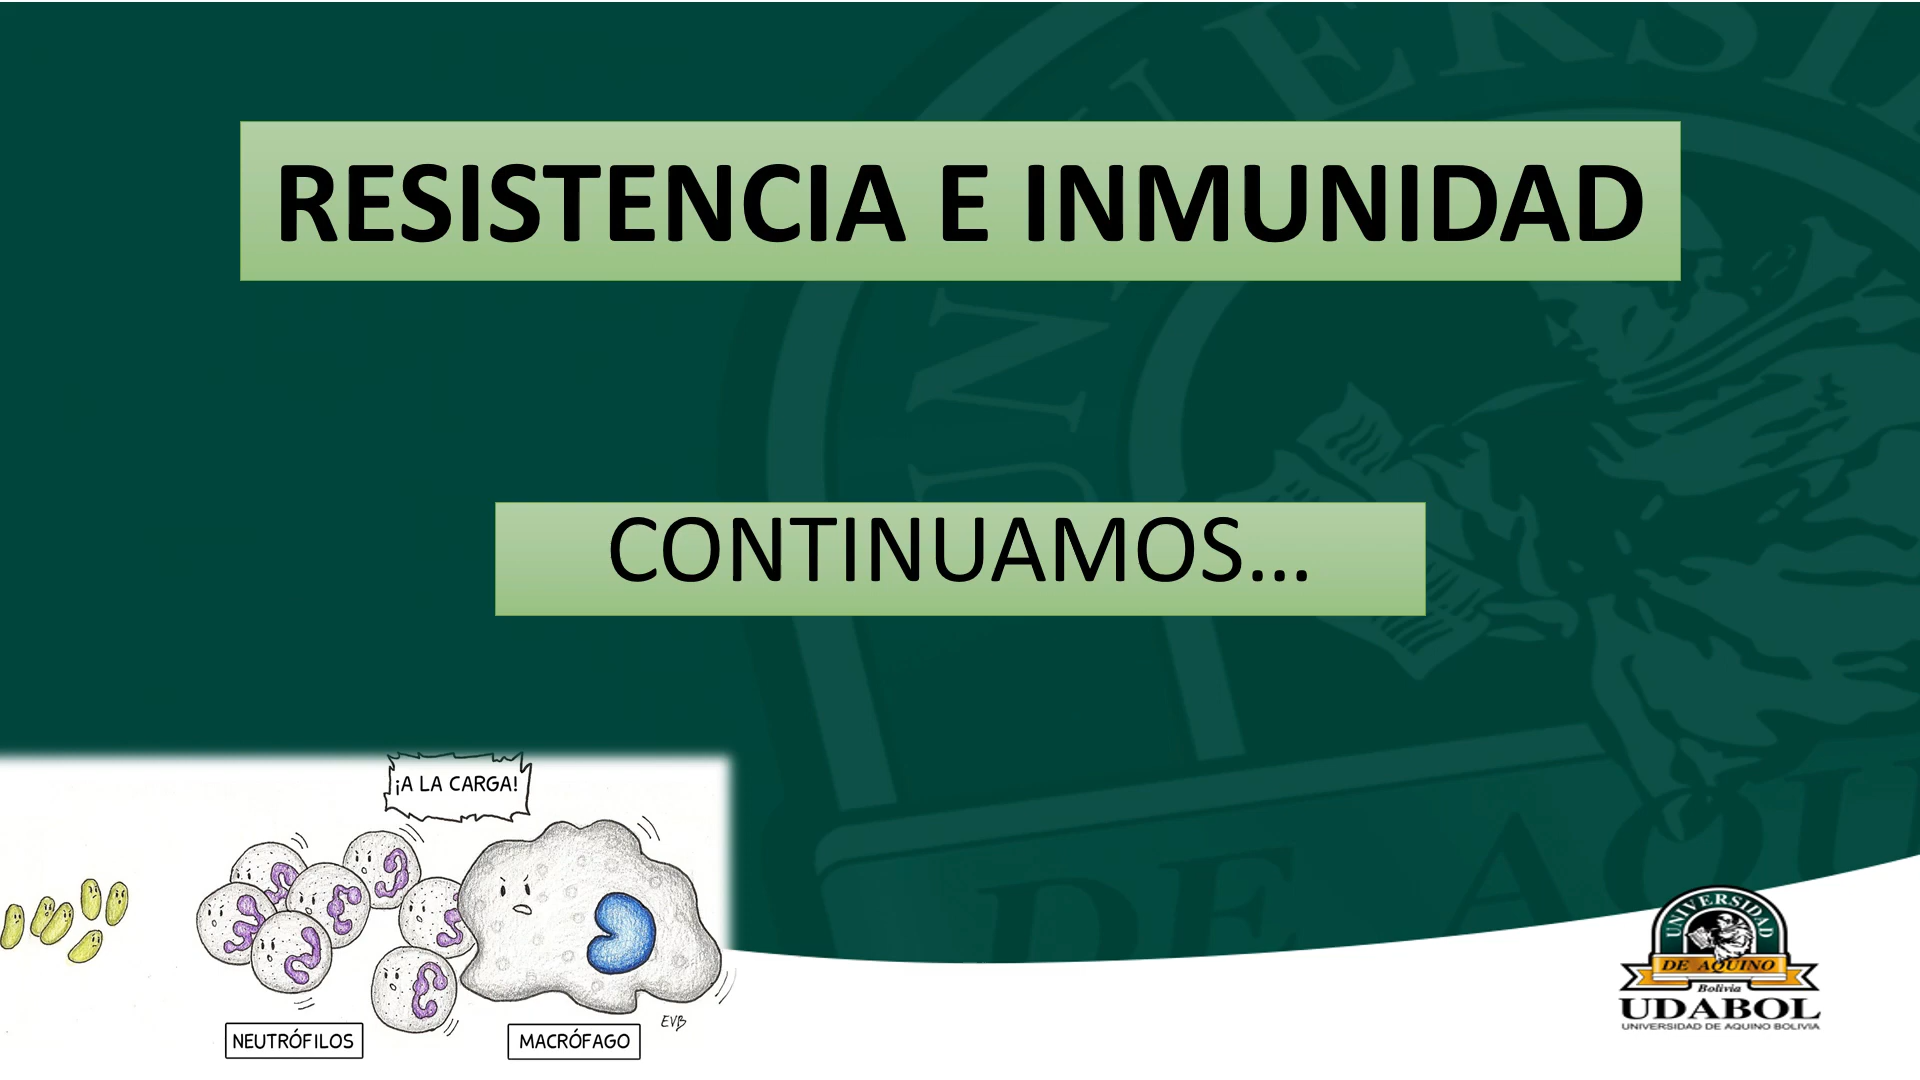 RESISTENCIA E INMUNIDAD
CONTINUAMOS...
¡A LA CARGA!
EVB
NEUTRÓFILOS
MACRÓFAGO
UNIVERSIDAD
DE AQUINO
Bolivia
UDABOL
UNIVERSIDAD DE AQUINO BOLIVIA